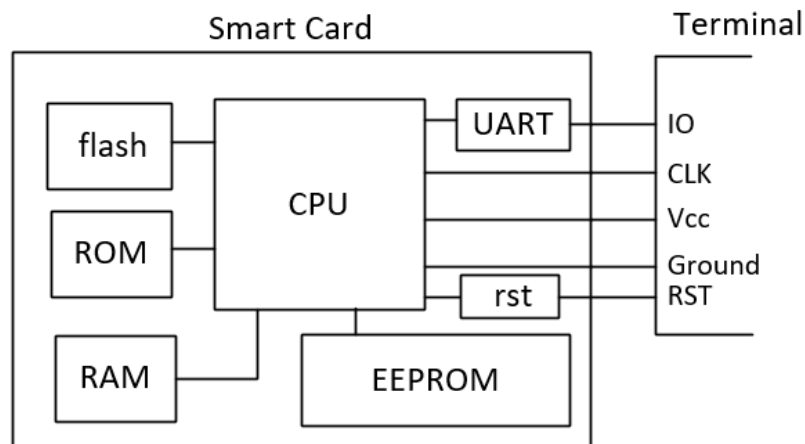 Smart Card
Terminal
flash
CPU
UART
IO
CLK
ROM
Vcc
Ground
rst
RST
RAM
EEPROM